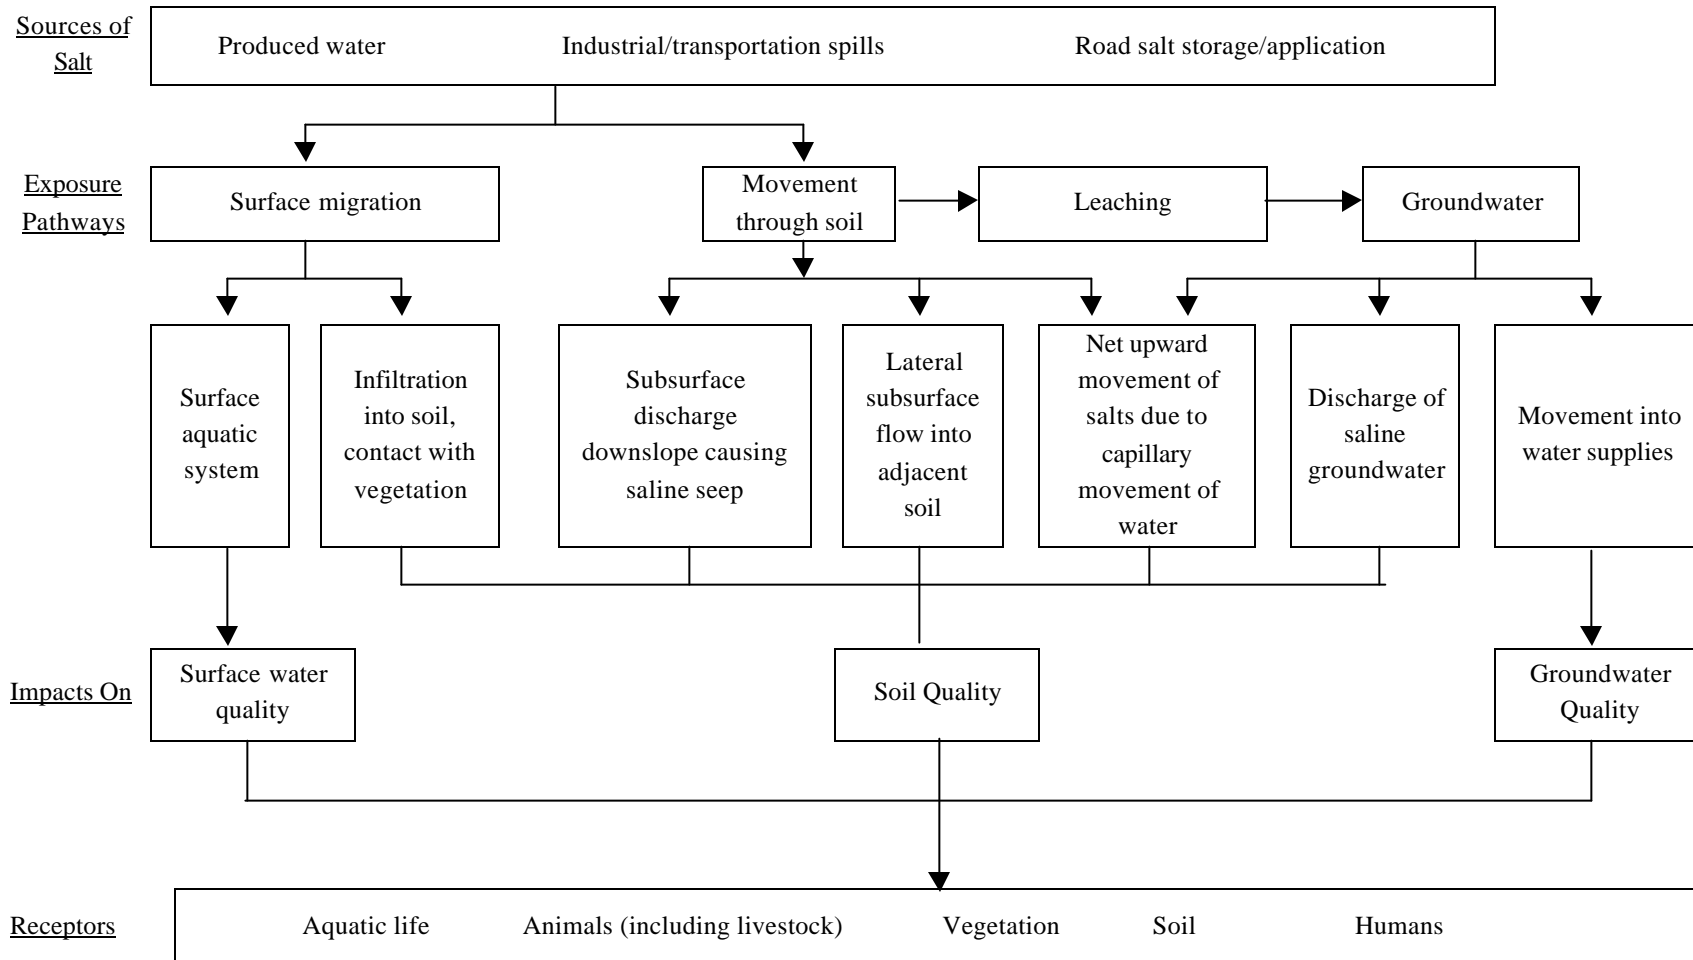 Sources of
Salt
Produced water
Industrial/transportation spills
Road salt storage/application
Exposure
Pathways
Surface migration
Movement
through soil
Leaching
Groundwater
Surface
aquatic
system
Infiltration
into soil,
contact with
vegetation
Subsurface
discharge
downslope causing
saline seep
Lateral
subsurface
flow into
adjacent
soil
Net upward
movement of
salts due to
capillary
movement of
water
Discharge of
saline
groundwater
Movement into
water supplies
Impacts On
Surface water
quality
Soil Quality
Groundwater
Quality
Receptors
Aquatic life
Animals (including livestock)
Vegetation
Soil
Humans